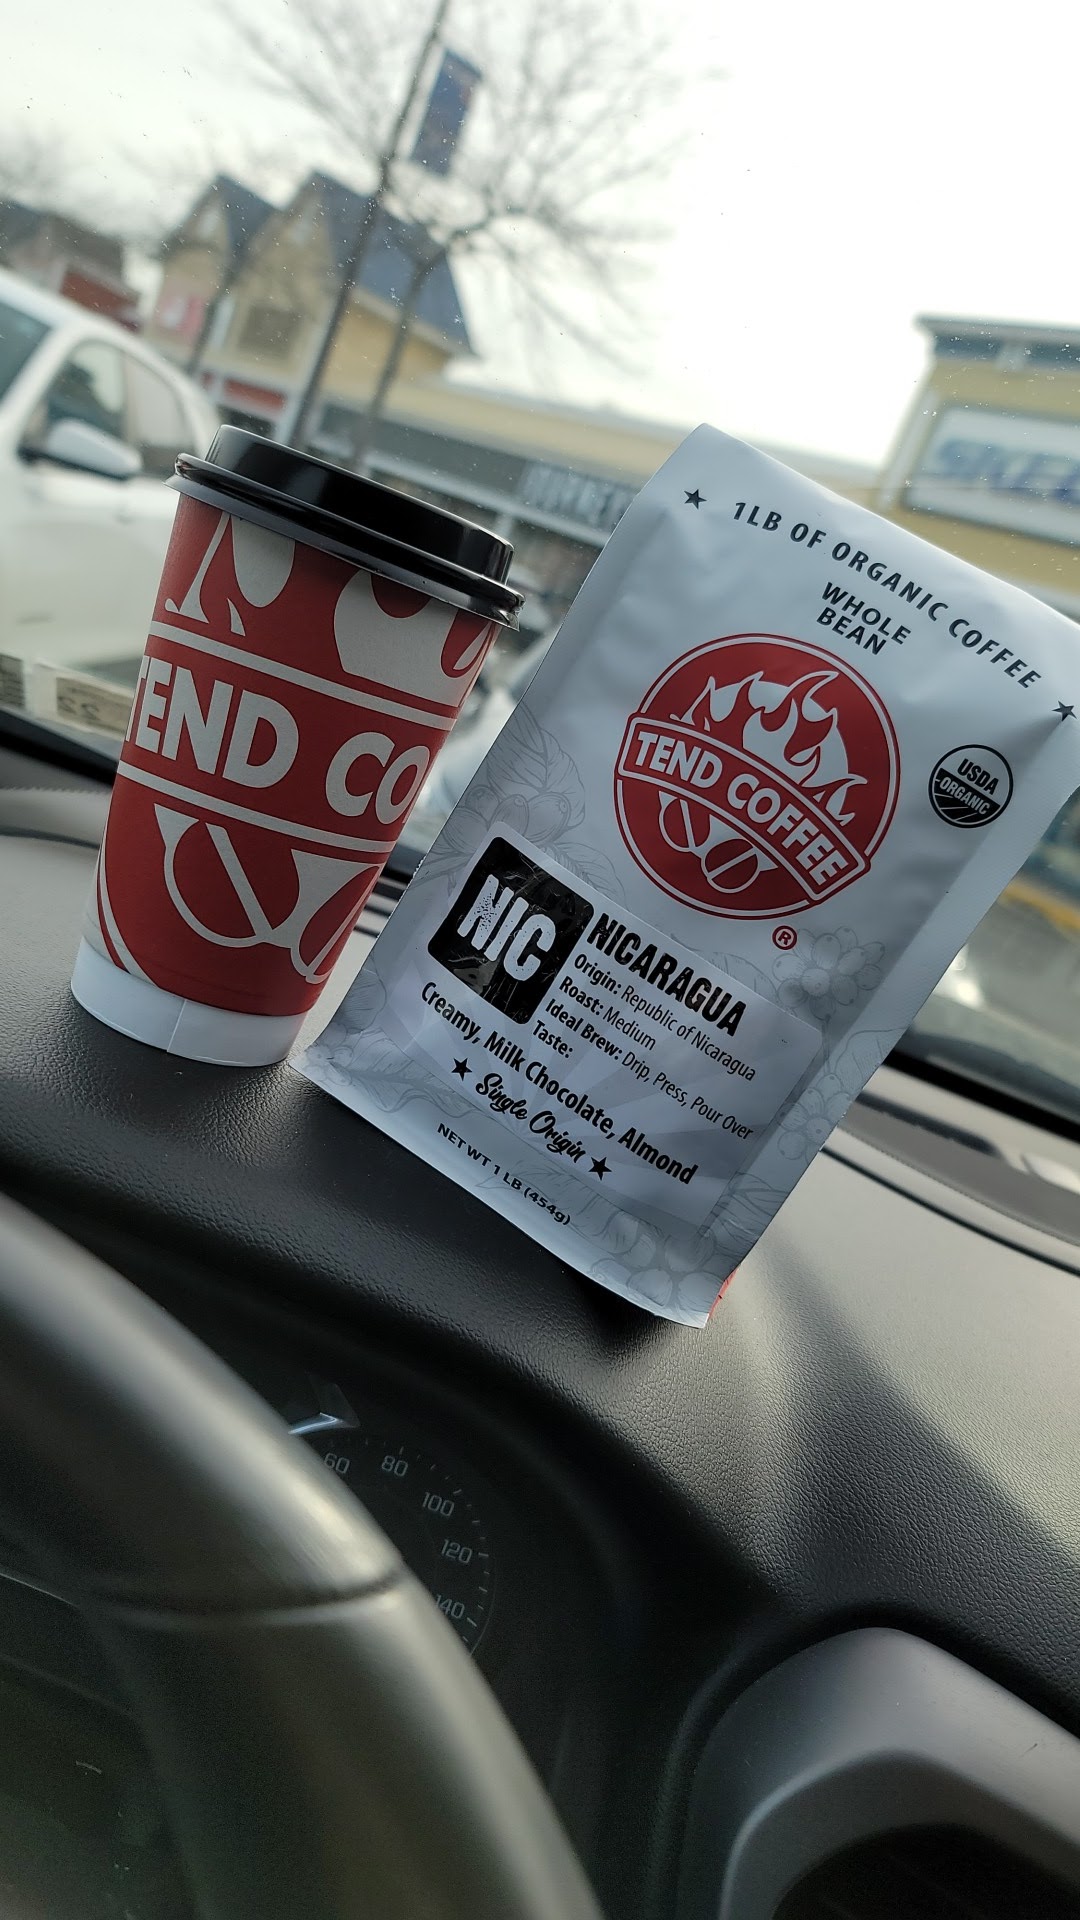 TEND CO
★ 1LB OF ORGANIC COFFEE ★
WHOLE
BEAN
TEND COFFEE
®
USDA
ORGANIC
NIC
NICARAGUA
Origin: Republic of Nicaragua
Roast: Medium
Ideal Brew: Drip, Press, Pour Over
Taste:
Creamy, Milk Chocolate, Almond
★ Single Origin ★
NET WT 1 LB (454g)
60
80
100
120
140